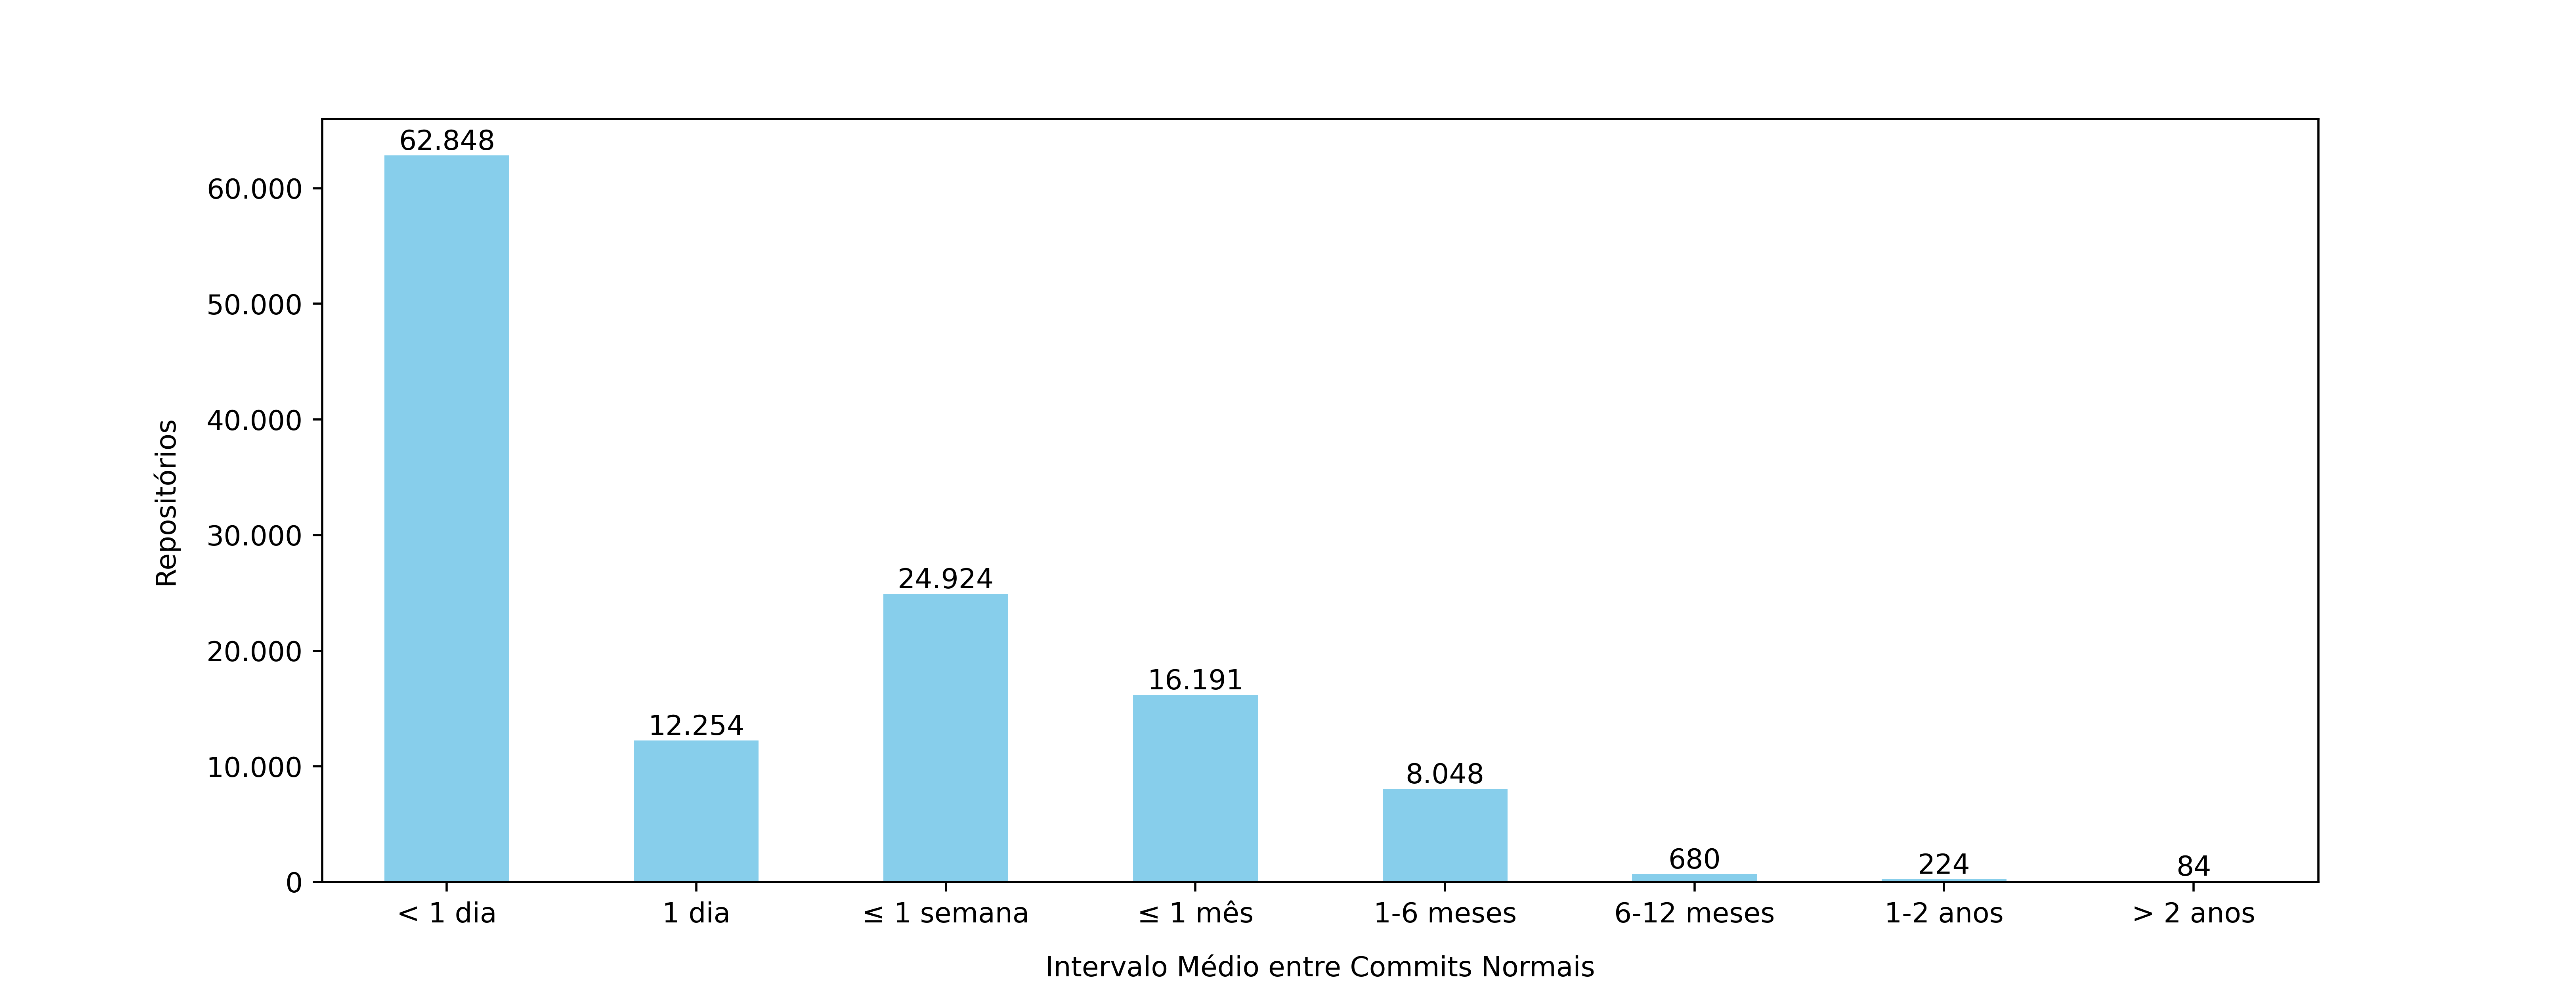 62.848
60.000
50.000
40.000
30.000
24.924
20.000
16.191
12.254
10.000
8.048
680
224
84
0
Repositórios
< 1 dia
1 dia
≤ 1 semana
≤ 1 mês
1-6 meses
6-12 meses
1-2 anos
> 2 anos
Intervalo Médio entre Commits Normais